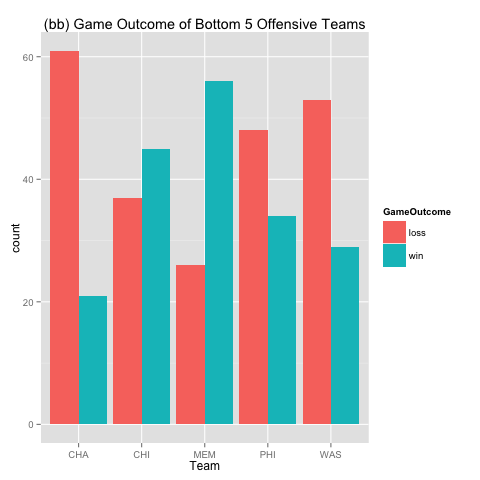 (bb) Game Outcome of Bottom 5 Offensive Teams
60
40
20
0
count
CHA CHI MEM PHI WAS
Team
GameOutcome
loss
win